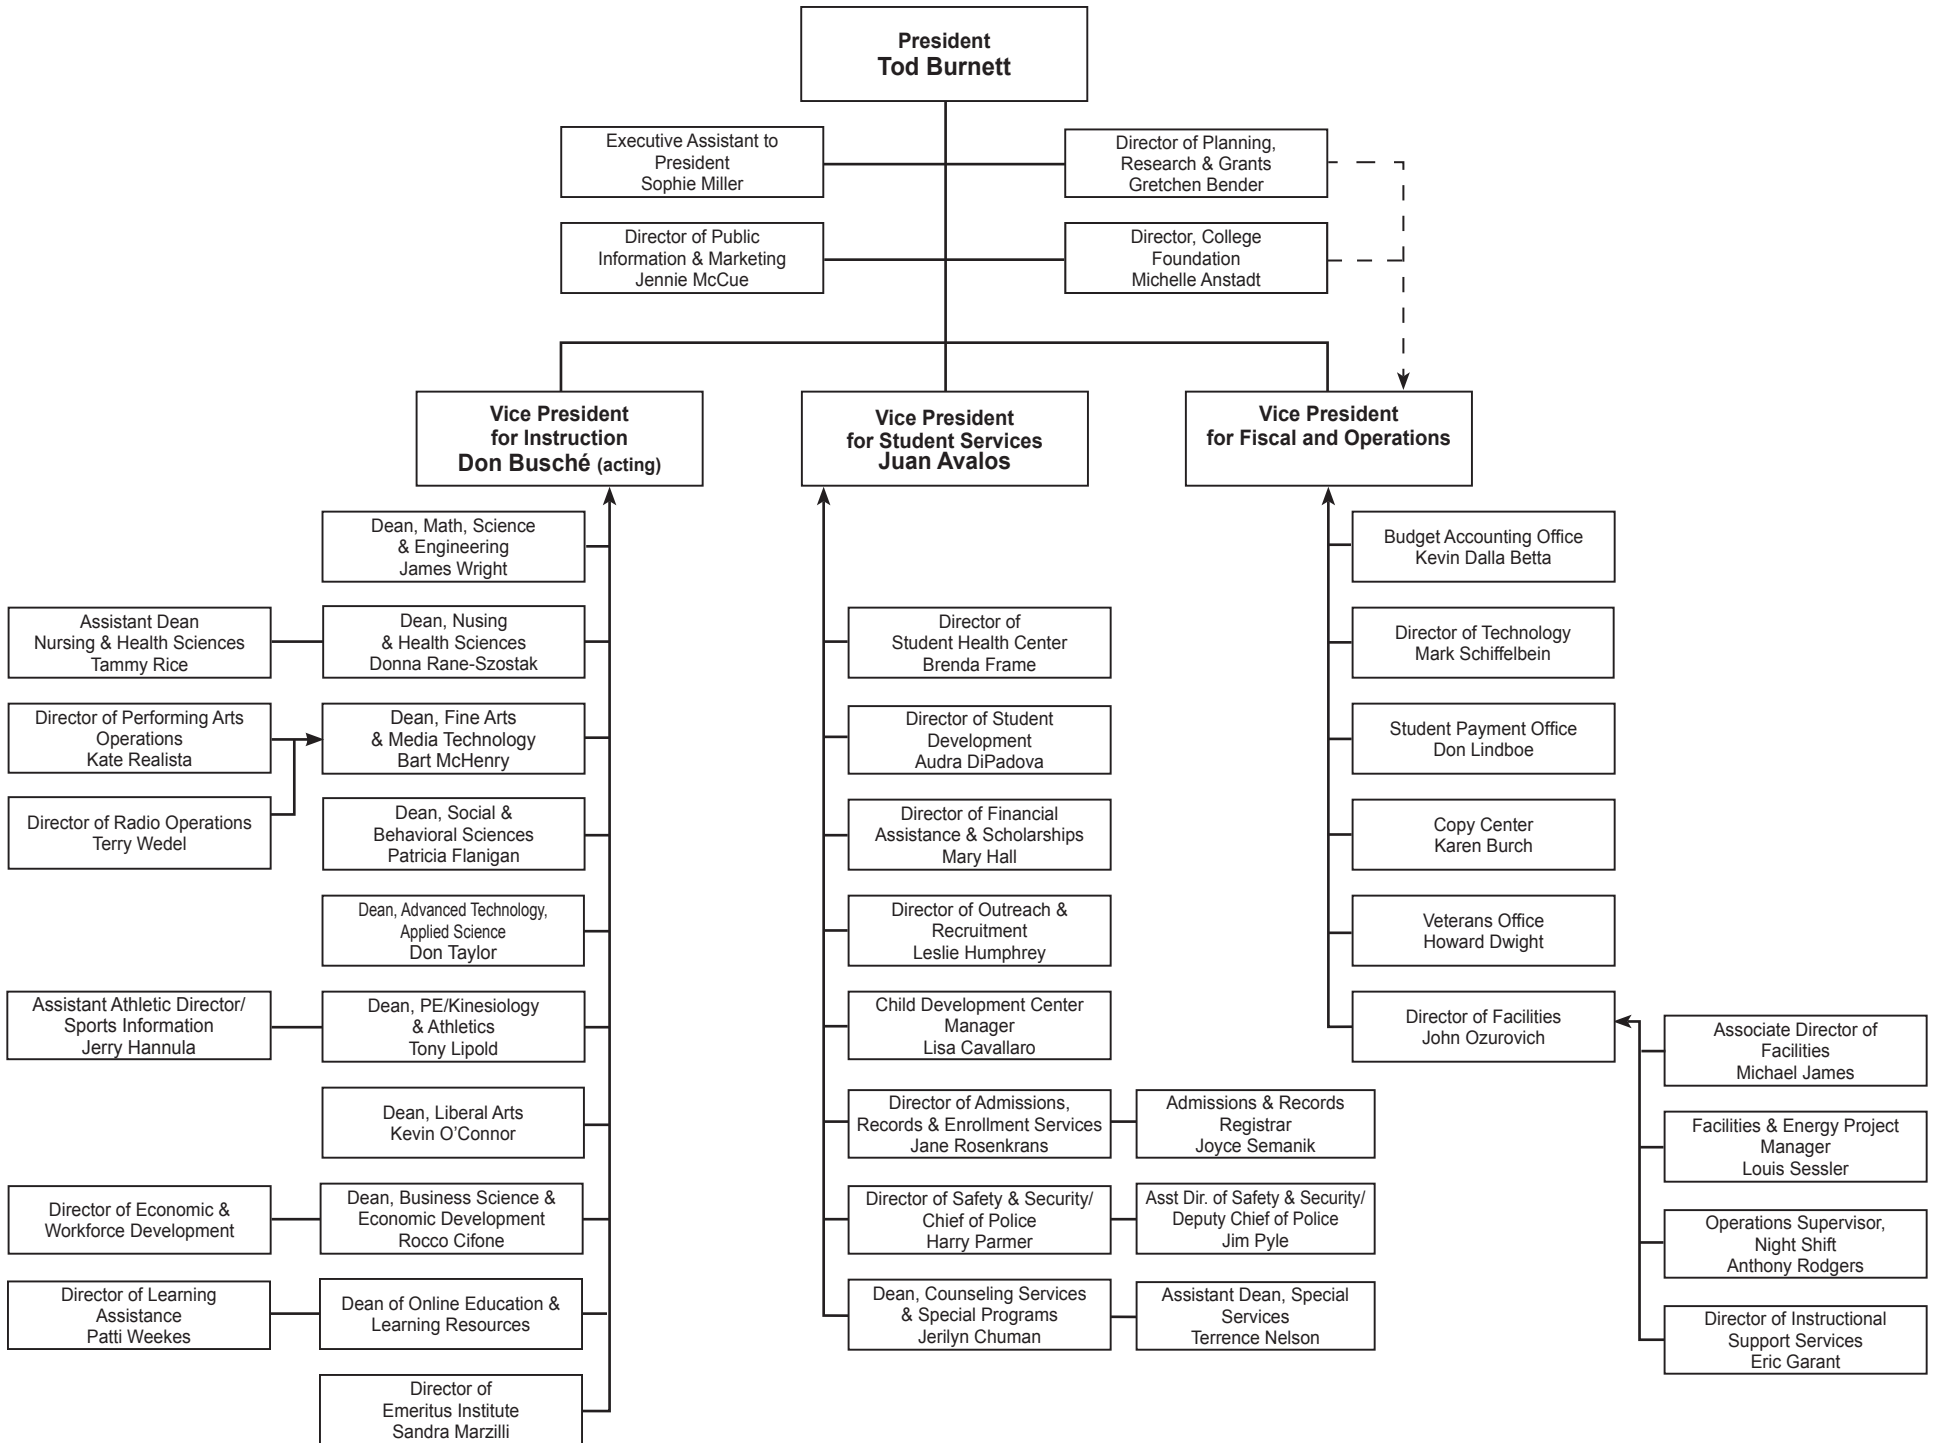 President
Tod Burnett
Executive Assistant to
President
Sophie Miller
Director of Planning,
Research & Grants
Gretchen Bender
Director of Public
Information & Marketing
Jennie McCue
Director, College
Foundation
Michelle Anstadt
Vice President
for Instruction
Don Busché (acting)
Vice President
for Student Services
Juan Avalos
Vice President
for Fiscal and Operations
Dean, Math, Science
& Engineering
James Wright
Assistant Dean
Nursing & Health Sciences
Tammy Rice
Dean, Nusing
& Health Sciences
Donna Rane-Szostak
Director of Performing Arts
Operations
Kate Realista
Dean, Fine Arts
& Media Technology
Bart McHenry
Director of Radio Operations
Terry Wedel
Dean, Social &
Behavioral Sciences
Patricia Flanigan
Dean, Advanced Technology,
Applied Science
Don Taylor
Assistant Athletic Director/
Sports Information
Jerry Hannula
Dean, PE/Kinesiology
& Athletics
Tony Lipold
Dean, Liberal Arts
Kevin O’Connor
Director of Economic &
Workforce Development
Dean, Business Science &
Economic Development
Rocco Cifone
Director of Learning
Assistance
Patti Weekes
Dean of Online Education &
Learning Resources
Director of
Emeritus Institute
Sandra Marzilli
Director of
Student Health Center
Brenda Frame
Director of Student
Development
Audra DiPadova
Director of Financial
Assistance & Scholarships
Mary Hall
Director of Outreach &
Recruitment
Leslie Humphrey
Child Development Center
Manager
Lisa Cavallaro
Director of Admissions,
Records & Enrollment Services
Jane Rosenkrans
Admissions & Records
Registrar
Joyce Semanik
Director of Safety & Security/
Chief of Police
Harry Parmer
Asst Dir. of Safety & Security/
Deputy Chief of Police
Jim Pyle
Dean, Counseling Services
& Special Programs
Jerilyn Chuman
Assistant Dean, Special
Services
Terrence Nelson
Budget Accounting Office
Kevin Dalla Betta
Director of Technology
Mark Schiffelbein
Student Payment Office
Don Lindboe
Copy Center
Karen Burch
Veterans Office
Howard Dwight
Director of Facilities
John Ozurovich
Associate Director of
Facilities
Michael James
Facilities & Energy Project
Manager
Louis Sessler
Operations Supervisor,
Night Shift
Anthony Rodgers
Director of Instructional
Support Services
Eric Garant